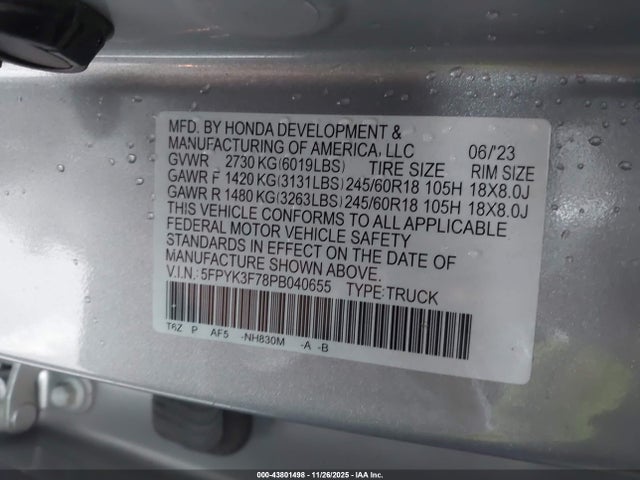 MFD. BY HONDA DEVELOPMENT &
MANUFACTURING OF AMERICA, LLC 06/'23
GVWR 2730 KG(6019LBS) TIRE SIZE RIM SIZE
GAWR F 1420 KG(3131LBS) 245/60R18 105H 18X8.0J
GAWR R 1480 KG(3263LBS) 245/60R18 105H 18X8.0J
THIS VEHICLE CONFORMS TO ALL APPLICABLE
FEDERAL MOTOR VEHICLE SAFETY
STANDARDS IN EFFECT ON THE DATE OF
MANUFACTURE SHOWN ABOVE.
V.I.N: 5FPYK3F78PB040655 TYPE:TRUCK
T6Z P AF5 -NH830M -A -B
000-43801498 - 11/26/2025 - IAA Inc.